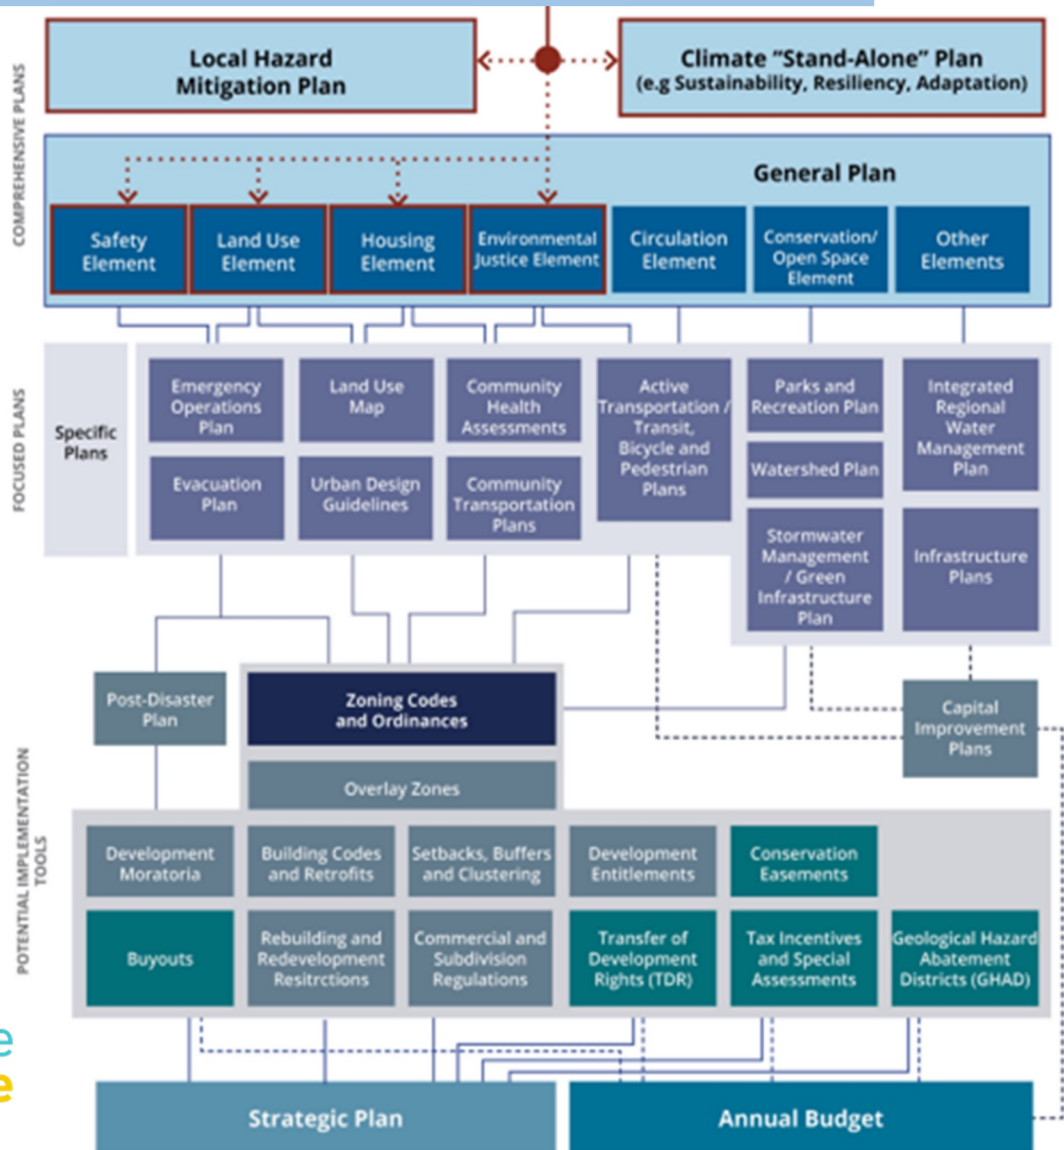 Local Hazard
Mitigation Plan
Climate "Stand-Alone" Plan
(e.g Sustainability, Resiliency, Adaptation)
COMPREHENSIVE PLANS
General Plan
Safety
Element
Land Use
Element
Housing
Element
Environmental
Justice Element
Circulation
Element
Conservation/
Open Space
Element
Other
Elements
FOCUSED PLANS
Specific
Plans
Emergency
Operations
Plan
Land Use
Map
Community
Health
Assessments
Active
Transportation /
Transit,
Bicycle and
Pedestrian
Plans
Parks and
Recreation Plan
Integrated
Regional
Water
Management
Plan
Evacuation
Plan
Urban Design
Guidelines
Community
Transportation
Plans
Watershed Plan
Stormwater
Management
/ Green
Infrastructure
Plan
Infrastructure
Plans
Post-Disaster
Plan
Zoning Codes
and Ordinances
Capital
Improvement
Plans
Overlay Zones
POTENTIAL IMPLEMENTATION
TOOLS
Development
Moratoria
Building Codes
and Retrofits
Setbacks, Buffers
and Clustering
Development
Entitlements
Conservation
Easements
Buyouts
Rebuilding and
Redevelopment
Resitrctions
Commercial and
Subdivision
Regulations
Transfer of
Development
Rights (TDR)
Tax Incentives
and Special
Assessments
Geological Hazard
Abatement
Districts (GHAD)
e
e
Strategic Plan
Annual Budget